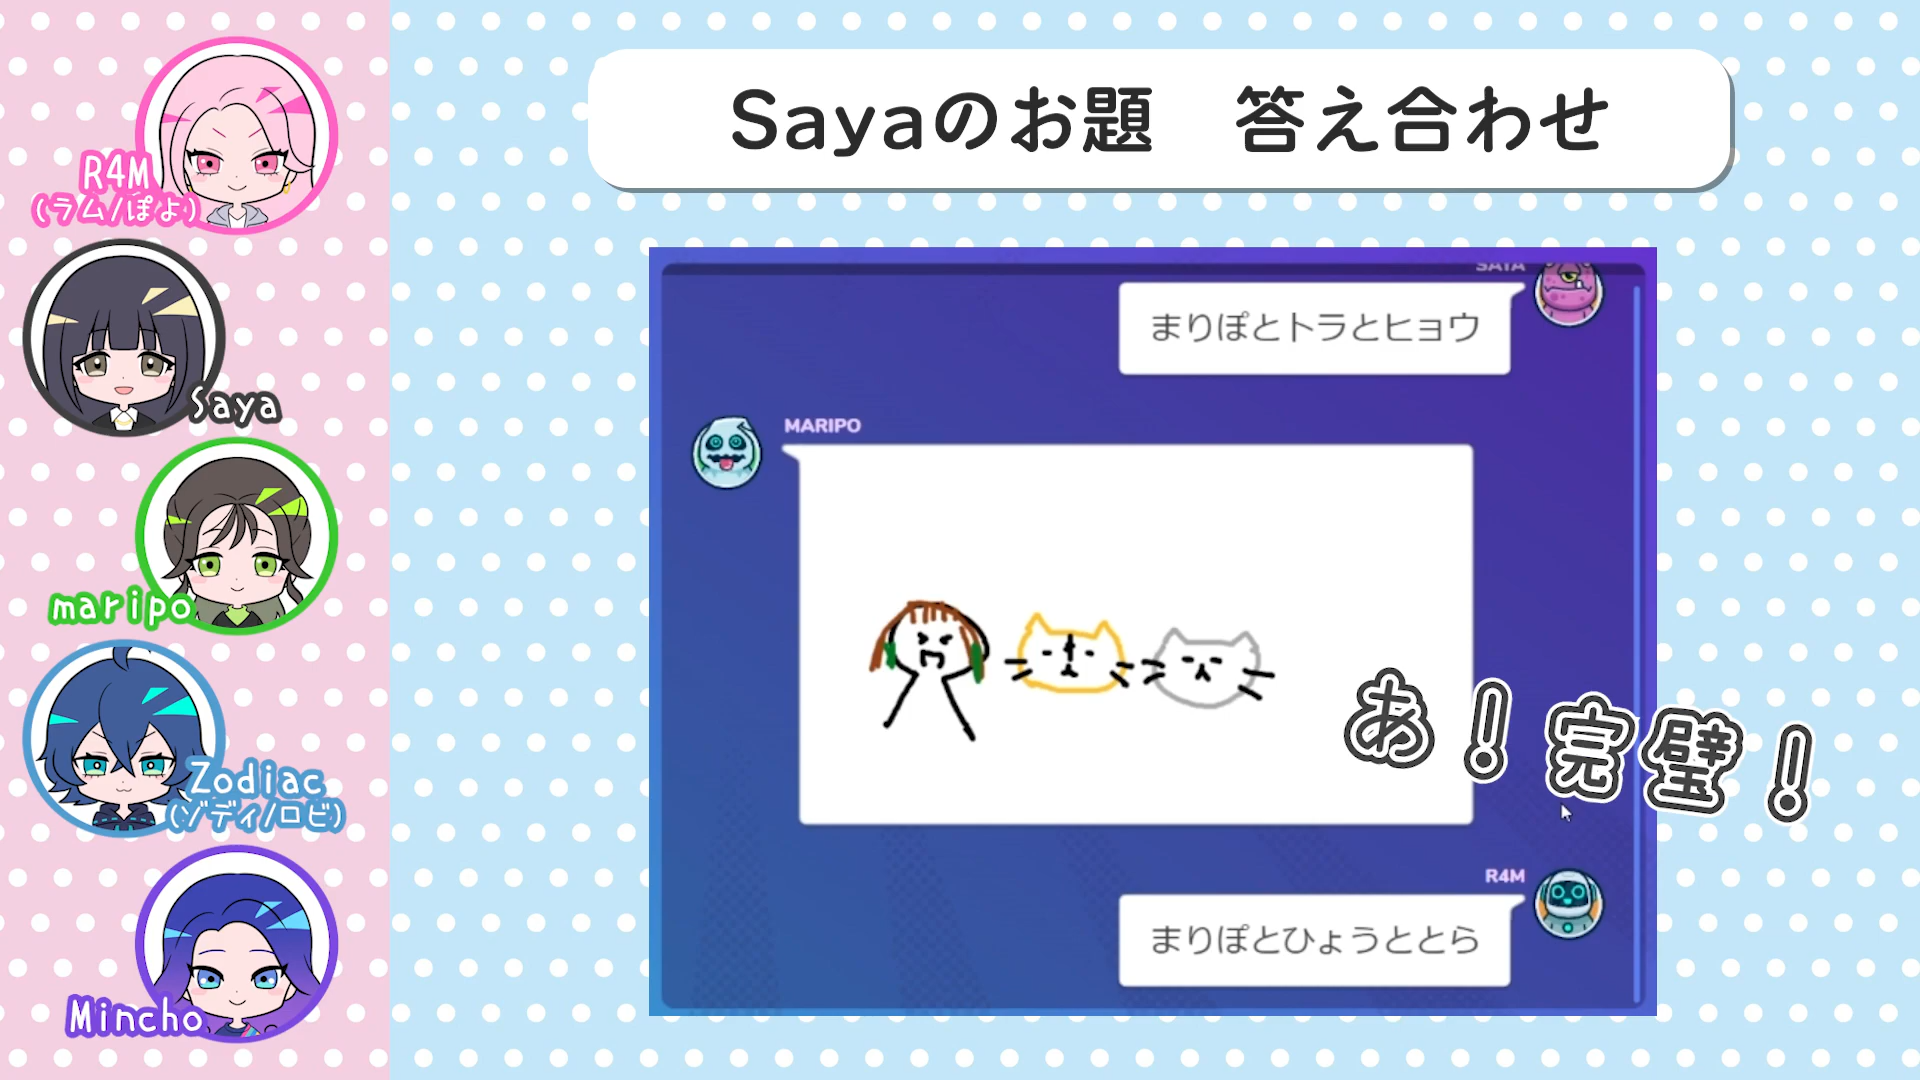 Sayaのお題　答え合わせ
R4M
(ラム/ぽよ)
Saya
maripo
Zodiac
(ゾディ/ロビ)
Mincho
SAYA
まりぽとトラとヒョウ
MARIPO
あ！完璧！
R4M
まりぽとひょうととら